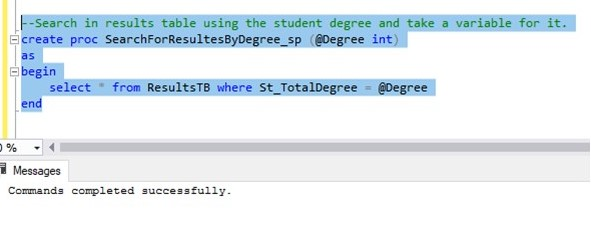 --Search in results table using the student degree and take a variable for it.
create proc SearchForResultesByDegree_sp (@Degree int)
as
begin
select * from ResultsTB where St_TotalDegree = @Degree
end
0 %
Messages
Commands completed successfully.